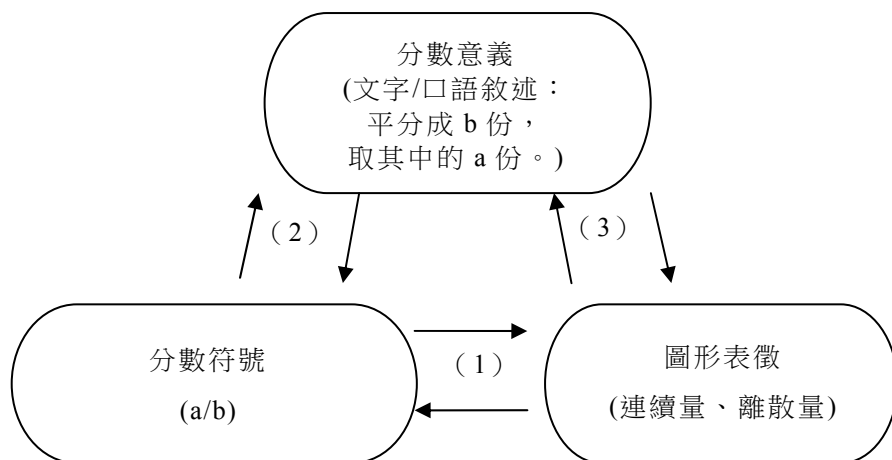 分數意義
(文字/口語敘述：
平分成 b 份，
取其中的 a 份。)
（2）
（3）
分數符號
(a/b)
（1）
圖形表徵
(連續量、離散量)